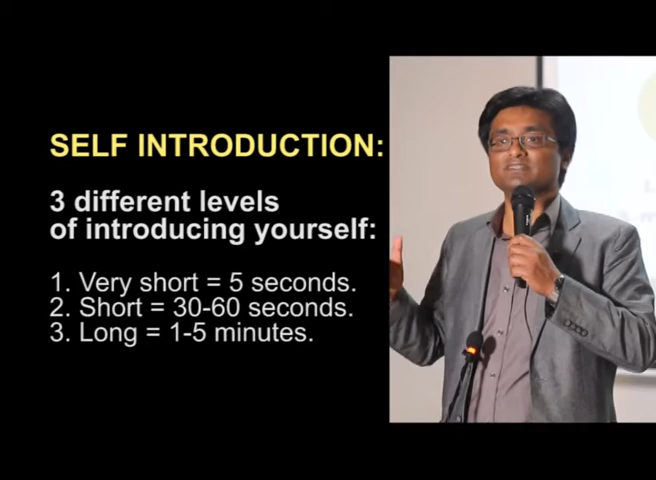 SELF INTRODUCTION:
3 different levels
of introducing yourself:
1. Very short = 5 seconds.
2. Short = 30-60 seconds.
3. Long = 1-5 minutes.